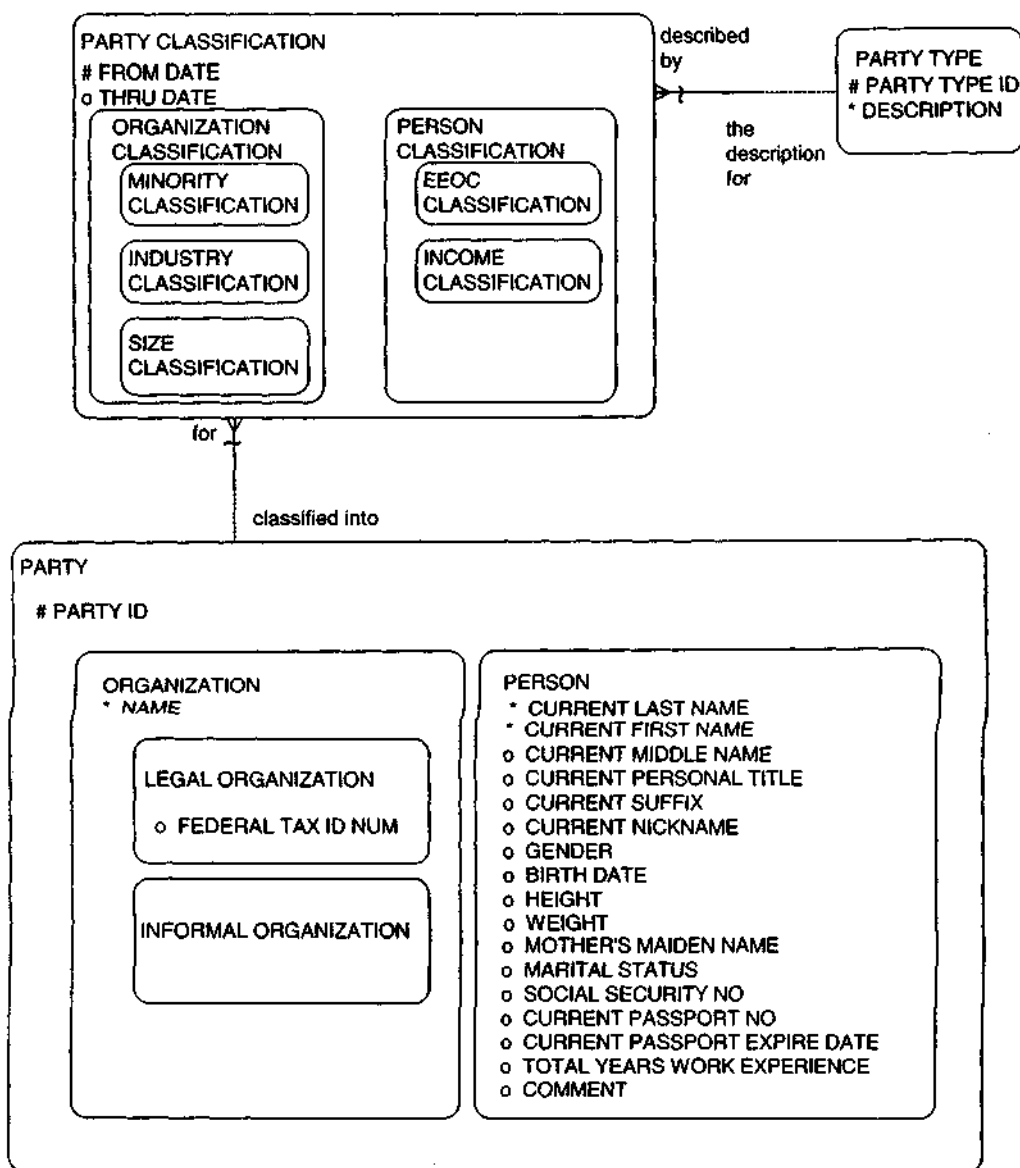 PARTY CLASSIFICATION
# FROM DATE
o THRU DATE
ORGANIZATION
CLASSIFICATION
MINORITY
CLASSIFICATION
INDUSTRY
CLASSIFICATION
SIZE
CLASSIFICATION
PERSON
CLASSIFICATION
EEOC
CLASSIFICATION
INCOME
CLASSIFICATION
described
by
the
description
for
PARTY TYPE
# PARTY TYPE ID
* DESCRIPTION
for
classified into
PARTY
# PARTY ID
ORGANIZATION
* NAME
LEGAL ORGANIZATION
o FEDERAL TAX ID NUM
INFORMAL ORGANIZATION
PERSON
* CURRENT LAST NAME
* CURRENT FIRST NAME
o CURRENT MIDDLE NAME
o CURRENT PERSONAL TITLE
o CURRENT SUFFIX
o CURRENT NICKNAME
o GENDER
o BIRTH DATE
o HEIGHT
o WEIGHT
o MOTHER'S MAIDEN NAME
o MARITAL STATUS
o SOCIAL SECURITY NO
o CURRENT PASSPORT NO
o CURRENT PASSPORT EXPIRE DATE
o TOTAL YEARS WORK EXPERIENCE
o COMMENT